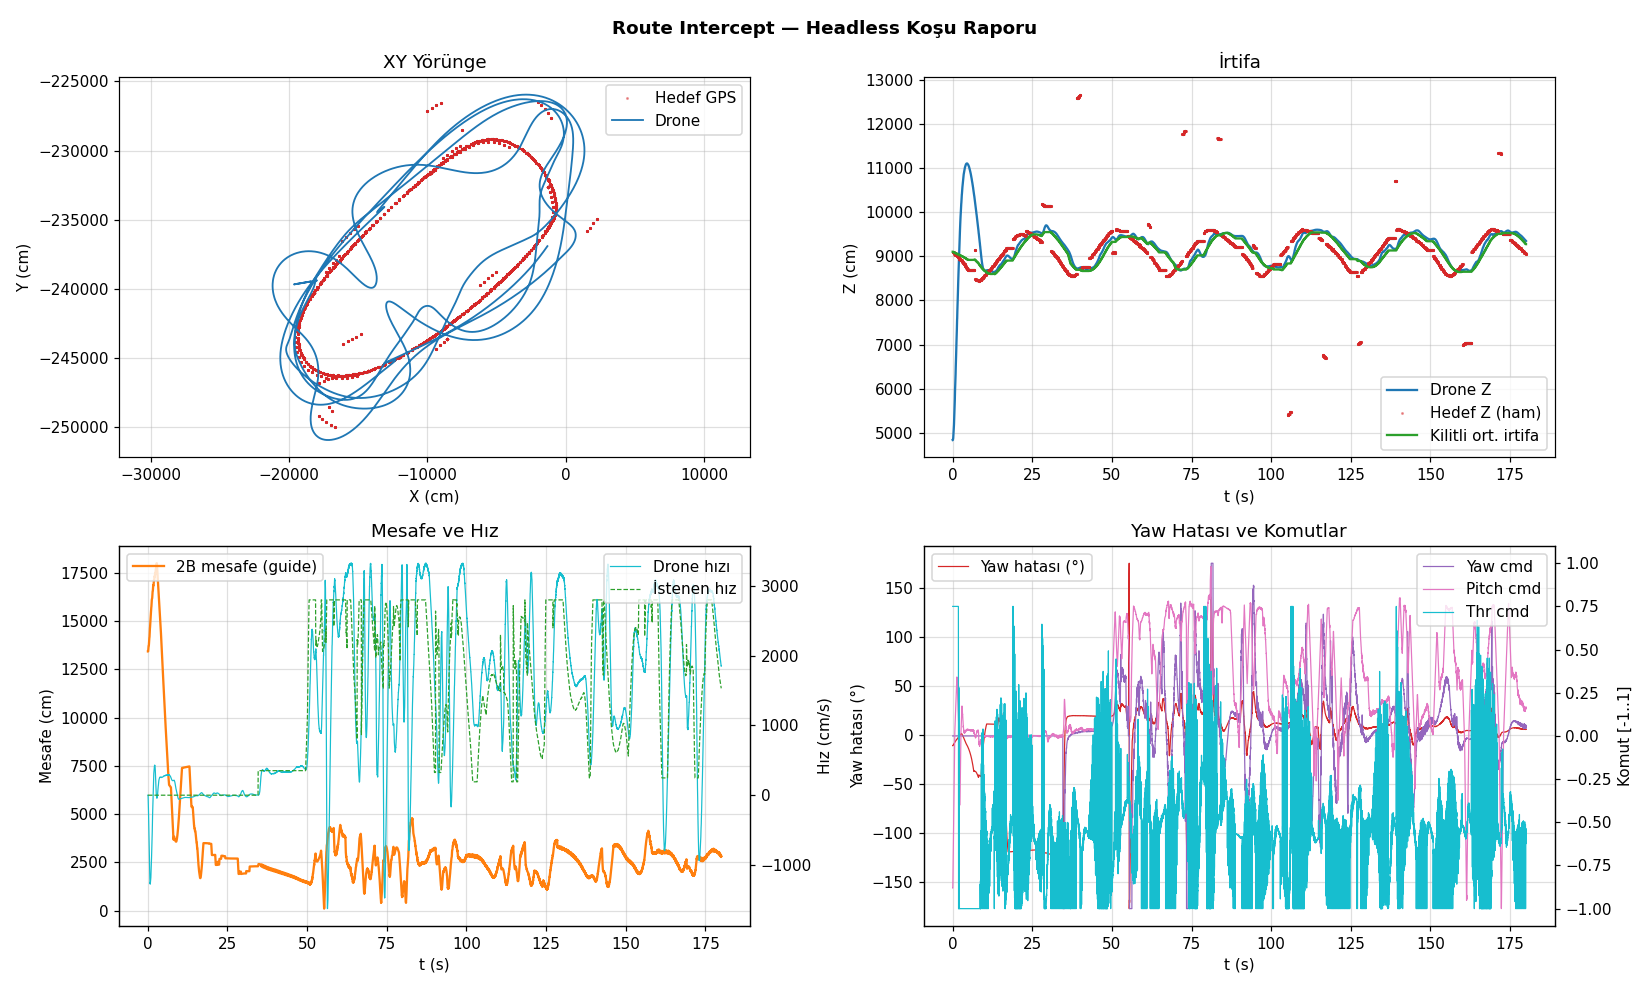 Route Intercept — Headless Koşu Raporu
XY Yörünge
−225000
−230000
−235000
−240000
−245000
−250000
Y (cm)
Hedef GPS
Drone
−30000 −20000 −10000 0 10000
X (cm)
İrtifa
13000
12000
11000
10000
9000
8000
7000
6000
5000
Z (cm)
Drone Z
Hedef Z (ham)
Kilitli ort. irtifa
0 25 50 75 100 125 150 175
t (s)
Mesafe ve Hız
17500
15000
12500
10000
7500
5000
2500
0
Mesafe (cm)
2B mesafe (guide)
Drone hızı
İstenen hız
3000
2000
1000
0
−1000
Hız (cm/s)
0 25 50 75 100 125 150 175
t (s)
Yaw Hatası ve Komutlar
150
100
50
0
−50
−100
−150
Yaw hatası (°)
Yaw hatası (°)
Yaw cmd
Pitch cmd
Thr cmd
1.00
0.75
0.50
0.25
0.00
−0.25
−0.50
−0.75
−1.00
Komut [-1..1]
0 25 50 75 100 125 150 175
t (s)